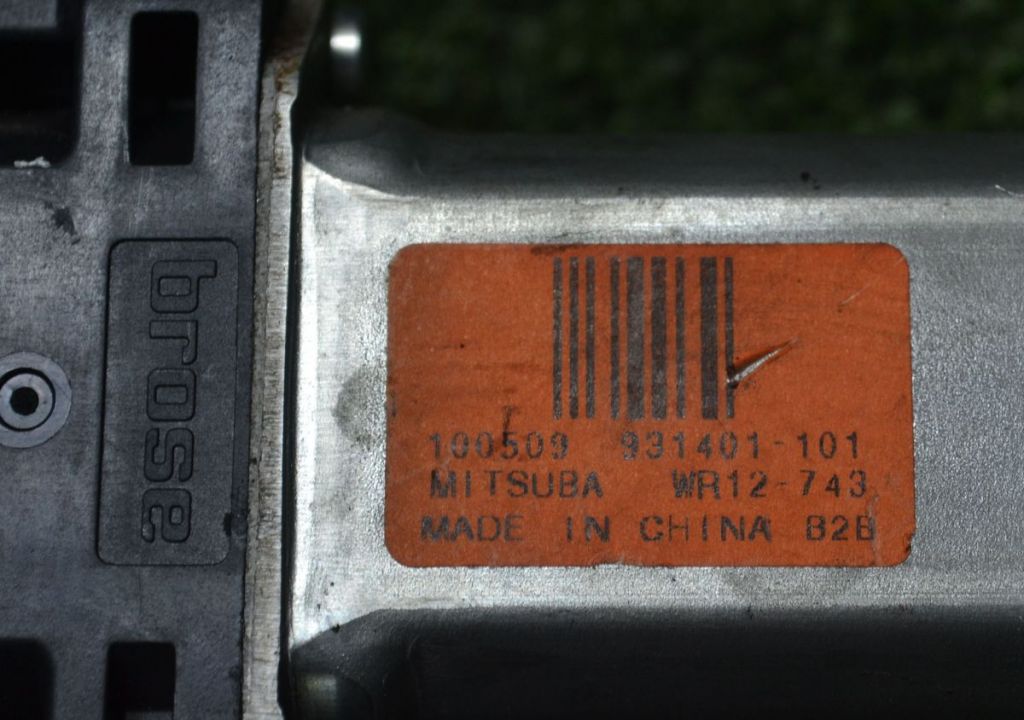 brose
100509 931401-101
MITSUBA WR12-743
MADE IN CHINA B2B